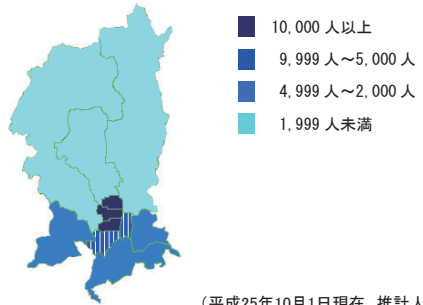 10,000 人以上
9,999 人～5,000 人
4,999 人～2,000 人
1,999 人未満
（平成25年10月1日現在 推計人